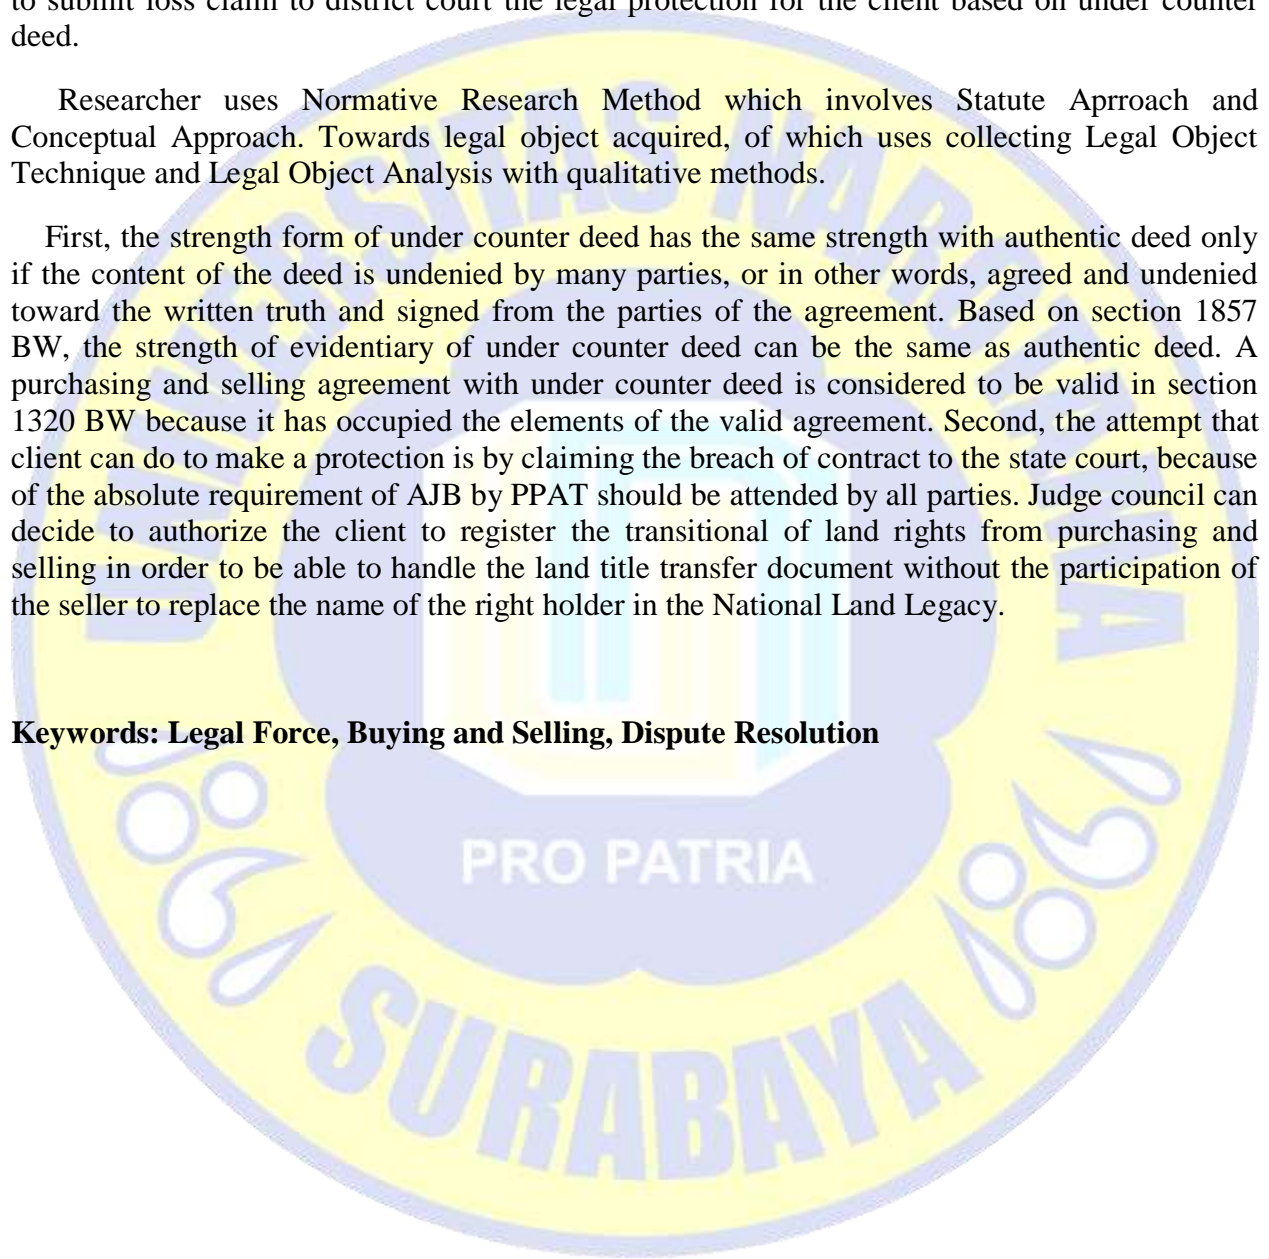 to submit loss claim to district court the legal protection for the client based on under counter
deed.
Researcher uses Normative Research Method which involves Statute Aprroach and
Conceptual Approach. Towards legal object acquired, of which uses collecting Legal Object
Technique and Legal Object Analysis with qualitative methods.
First, the strength form of under counter deed has the same strength with authentic deed only
if the content of the deed is undenied by many parties, or in other words, agreed and undenied
toward the written truth and signed from the parties of the agreement. Based on section 1857
BW, the strength of evidentiary of under counter deed can be the same as authentic deed. A
purchasing and selling agreement with under counter deed is considered to be valid in section
1320 BW because it has occupied the elements of the valid agreement. Second, the attempt that
client can do to make a protection is by claiming the breach of contract to the state court, because
of the absolute requirement of AJB by PPAT should be attended by all parties. Judge council can
decide to authorize the client to register the transitional of land rights from purchasing and
selling in order to be able to handle the land title transfer document without the participation of
the seller to replace the name of the right holder in the National Land Legacy.
Keywords: Legal Force, Buying and Selling, Dispute Resolution
UNIVERSITAS NAROTAMA
PRO PATRIA
SURABAYA